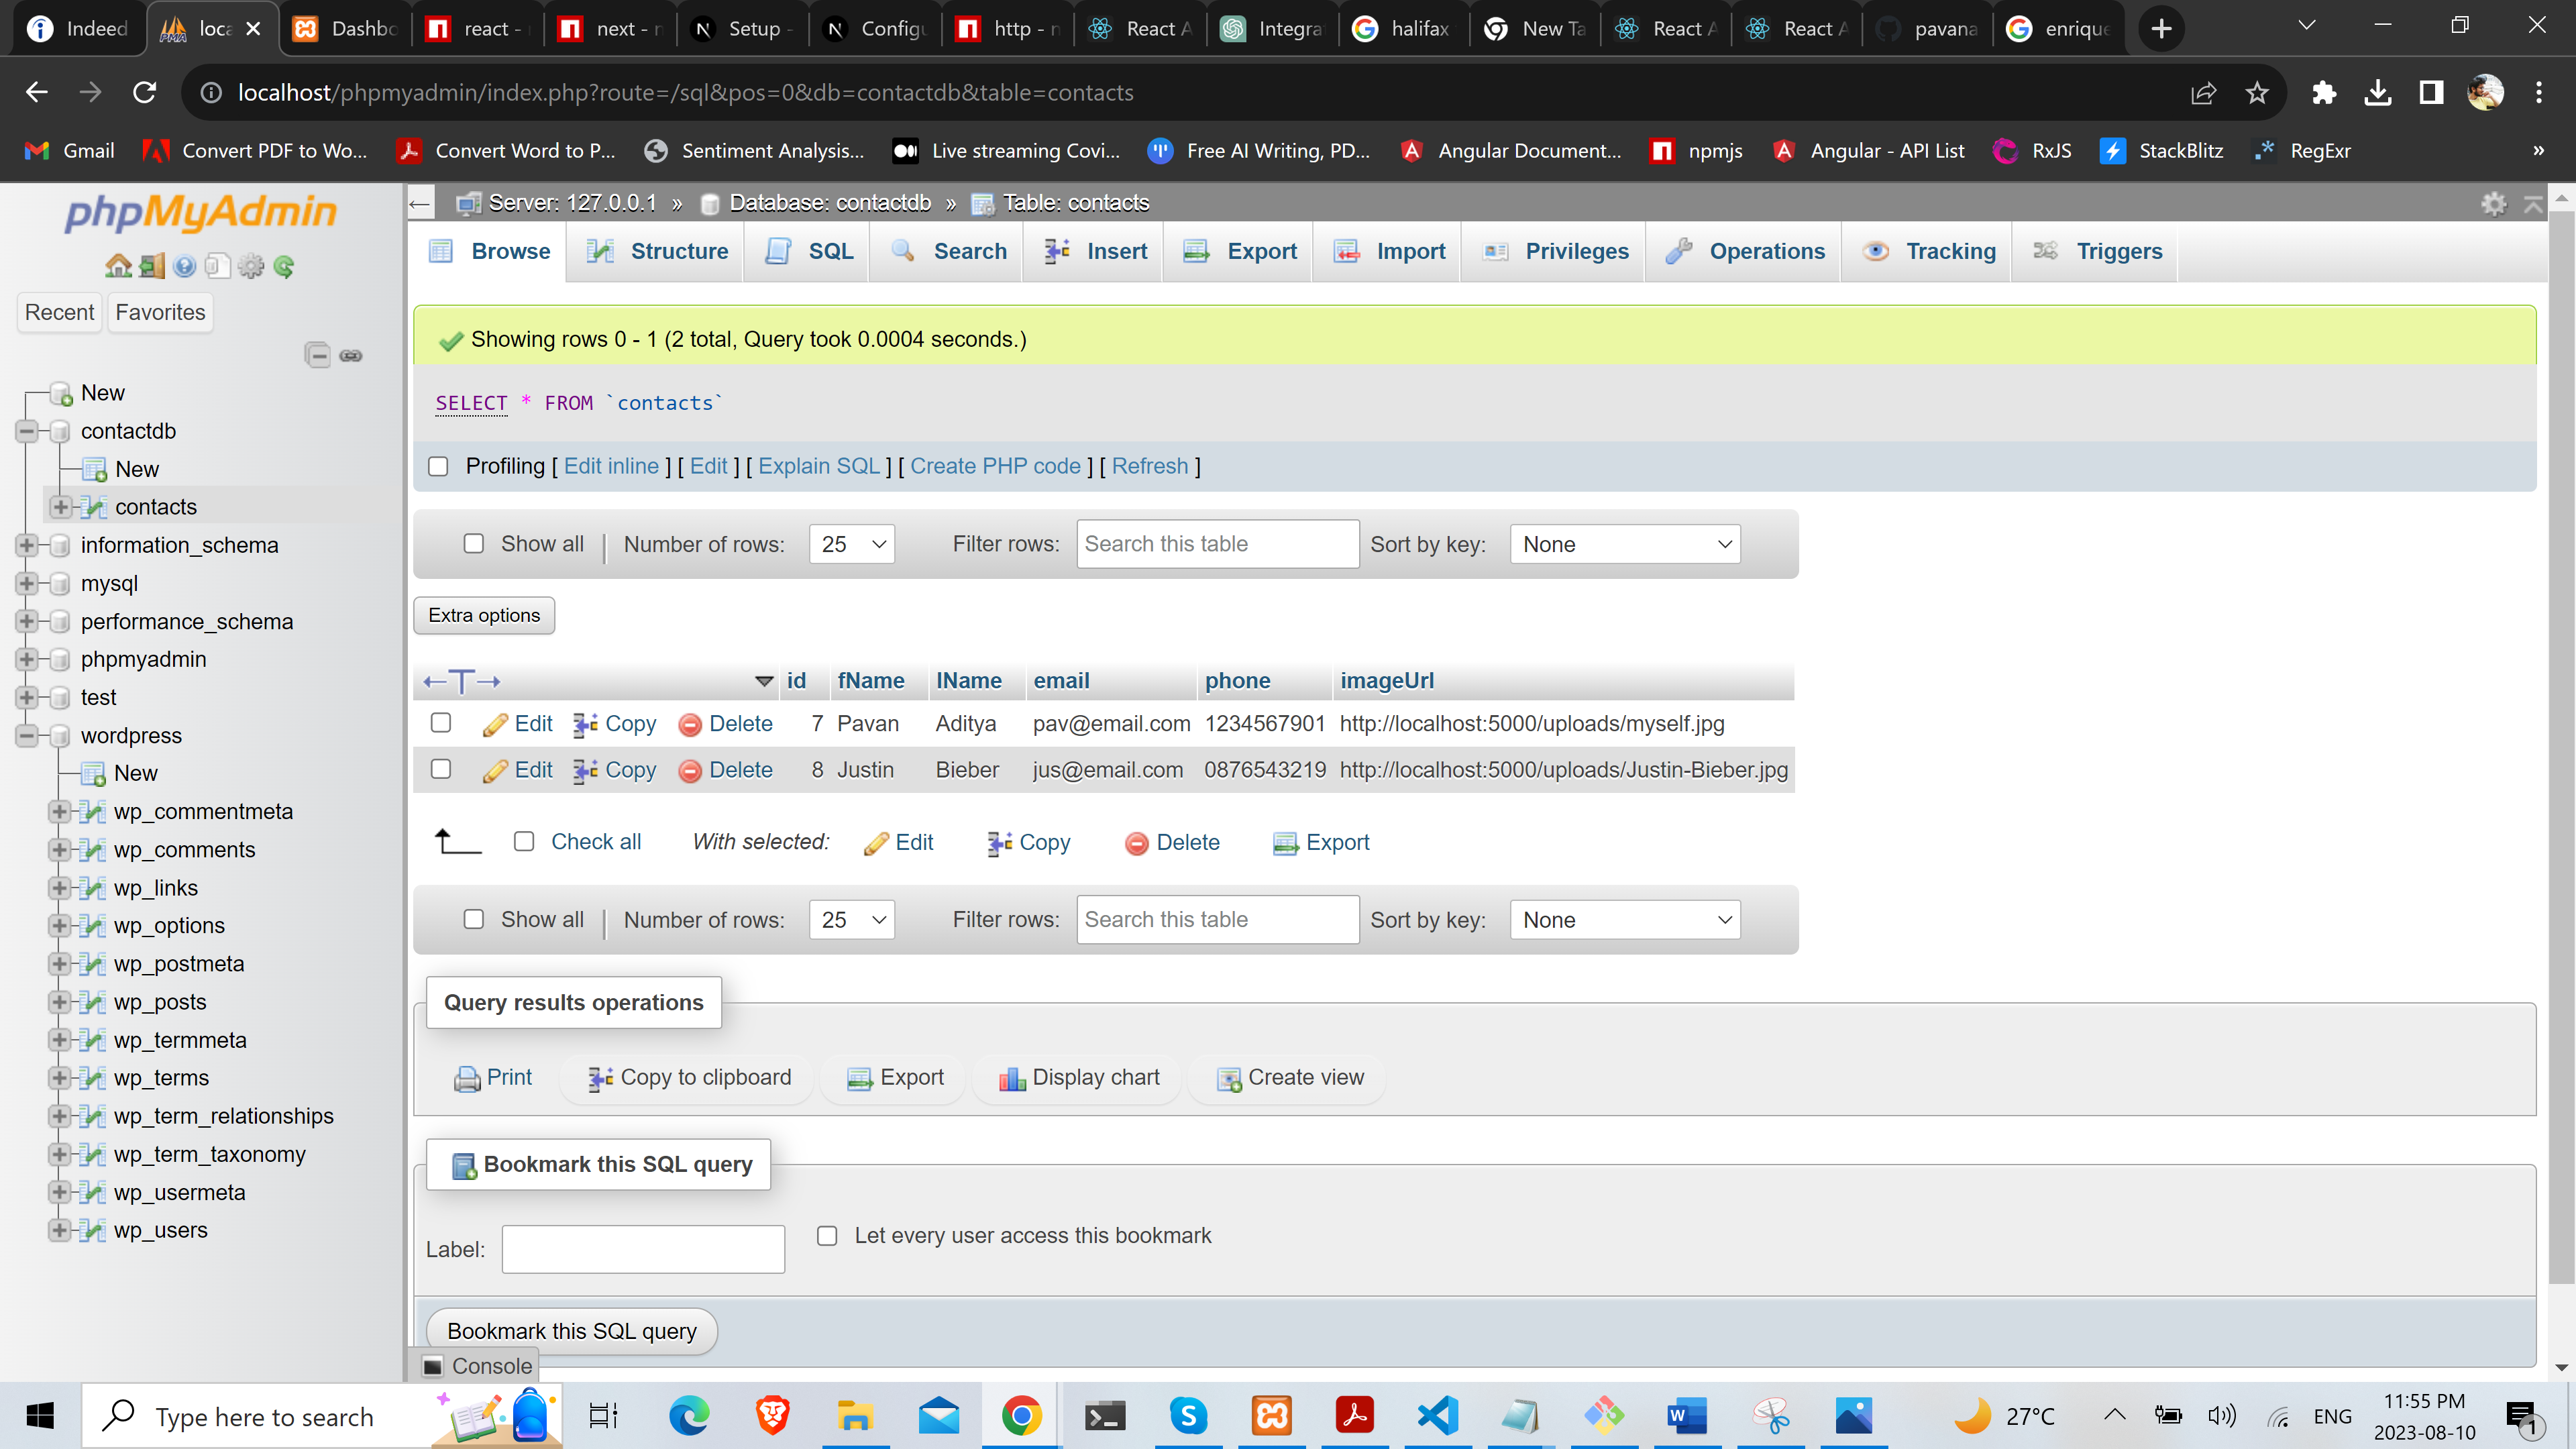 Indeed
loca
Dashbo
react -
next - n
Setup -
Configu
http - n
React A
Integra
halifax
New Ta
React A
React A
pavana
enrique
localhost/phpmyadmin/index.php?route=/sql&pos=0&db=contactdb&table=contacts
Gmail
Convert PDF to Wo...
Convert Word to P...
Sentiment Analysis...
Live streaming Covi...
Free AI Writing, PD...
Angular Document...
npmjs
Angular - API List
RxJS
StackBlitz
RegExr
»
phpMyAdmin
Recent Favorites
New
contactdb
New
contacts
information_schema
mysql
performance_schema
phpmyadmin
test
wordpress
New
wp_commentmeta
wp_comments
wp_links
wp_options
wp_postmeta
wp_posts
wp_termmeta
wp_terms
wp_term_relationships
wp_term_taxonomy
wp_usermeta
wp_users
Server: 127.0.0.1 » Database: contactdb » Table: contacts
Browse Structure SQL Search Insert Export Import Privileges Operations Tracking Triggers
Showing rows 0 - 1 (2 total, Query took 0.0004 seconds.)
SELECT * FROM `contacts`
Profiling [ Edit inline ] [ Edit ] [ Explain SQL ] [ Create PHP code ] [ Refresh ]
Show all | Number of rows: 25 Filter rows: Search this table Sort by key: None
Extra options
id fName lName email phone imageUrl
Edit Copy Delete 7 Pavan Aditya pav@email.com 1234567901 http://localhost:5000/uploads/myself.jpg
Edit Copy Delete 8 Justin Bieber jus@email.com 0876543219 http://localhost:5000/uploads/Justin-Bieber.jpg
Check all With selected: Edit Copy Delete Export
Show all | Number of rows: 25 Filter rows: Search this table Sort by key: None
Query results operations
Print Copy to clipboard Export Display chart Create view
Bookmark this SQL query
Label: Let every user access this bookmark
Bookmark this SQL query
Console
Type here to search
27°C
ENG
11:55 PM
2023-08-10
1